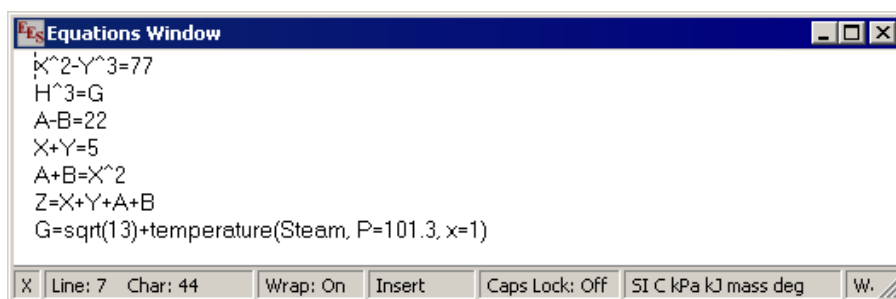 EES Equations Window
X^2-Y^3=77
H^3=G
A-B=22
X+Y=5
A+B=X^2
Z=X+Y+A+B
G=sqrt(13)+temperature(Steam, P=101.3, x=1)
X Line: 7 Char: 44 Wrap: On Insert Caps Lock: Off SI C kPa kJ mass deg W.